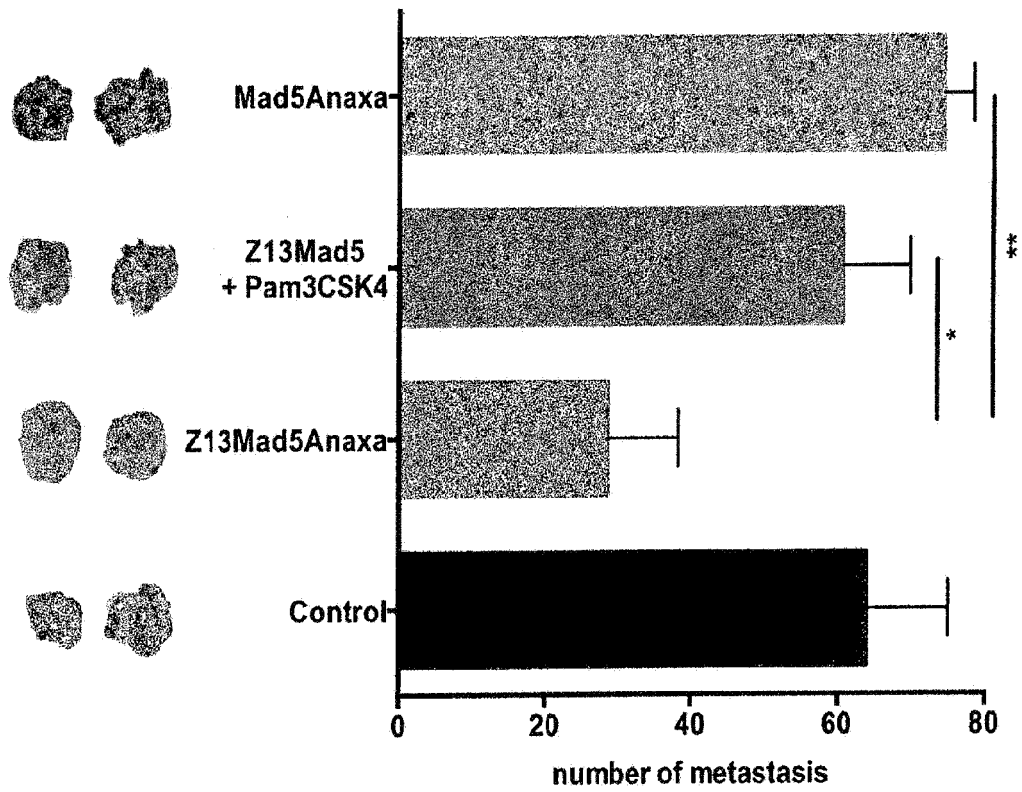 Mad5Anaxa
Z13Mad5
+ Pam3CSK4
Z13Mad5Anaxa
Control
**
*
0 20 40 60 80
number of metastasis